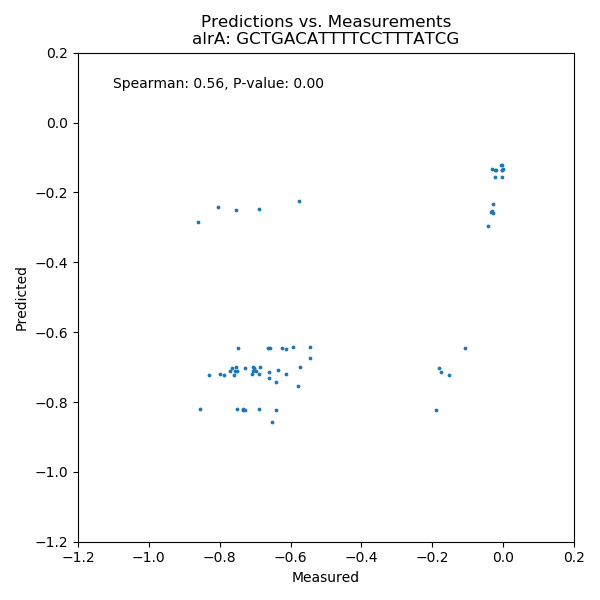 Predictions vs. Measurements
alrA: GCTGACATTTTCCTTTATCG
Spearman: 0.56, P-value: 0.00
0.2
0.0
−0.2
−0.4
−0.6
−0.8
−1.0
−1.2
Predicted
−1.2 −1.0 −0.8 −0.6 −0.4 −0.2 0.0 0.2
Measured